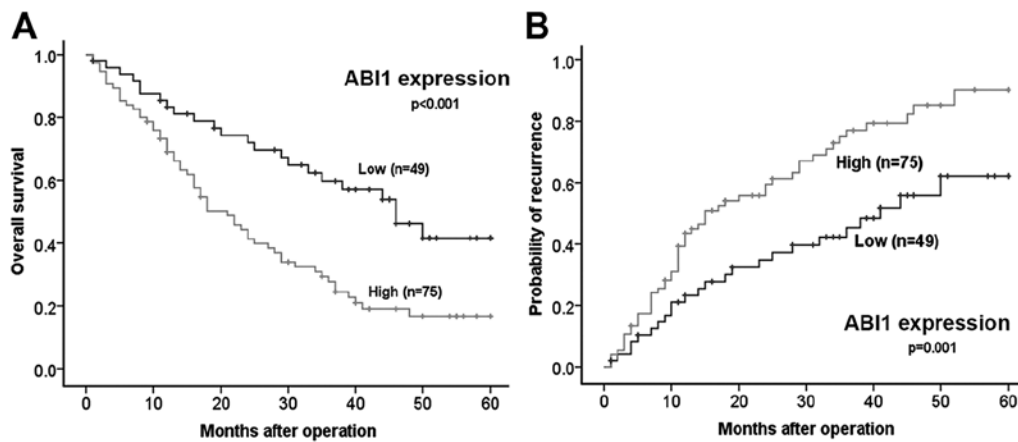 A
ABI1 expression
p<0.001
Low (n=49)
High (n=75)
Overall survival
1.0
0.8
0.6
0.4
0.2
0.0
0 10 20 30 40 50 60
Months after operation
B
High (n=75)
Low (n=49)
ABI1 expression
p=0.001
Probability of recurrence
1.0
0.8
0.6
0.4
0.2
0.0
0 10 20 30 40 50 60
Months after operation